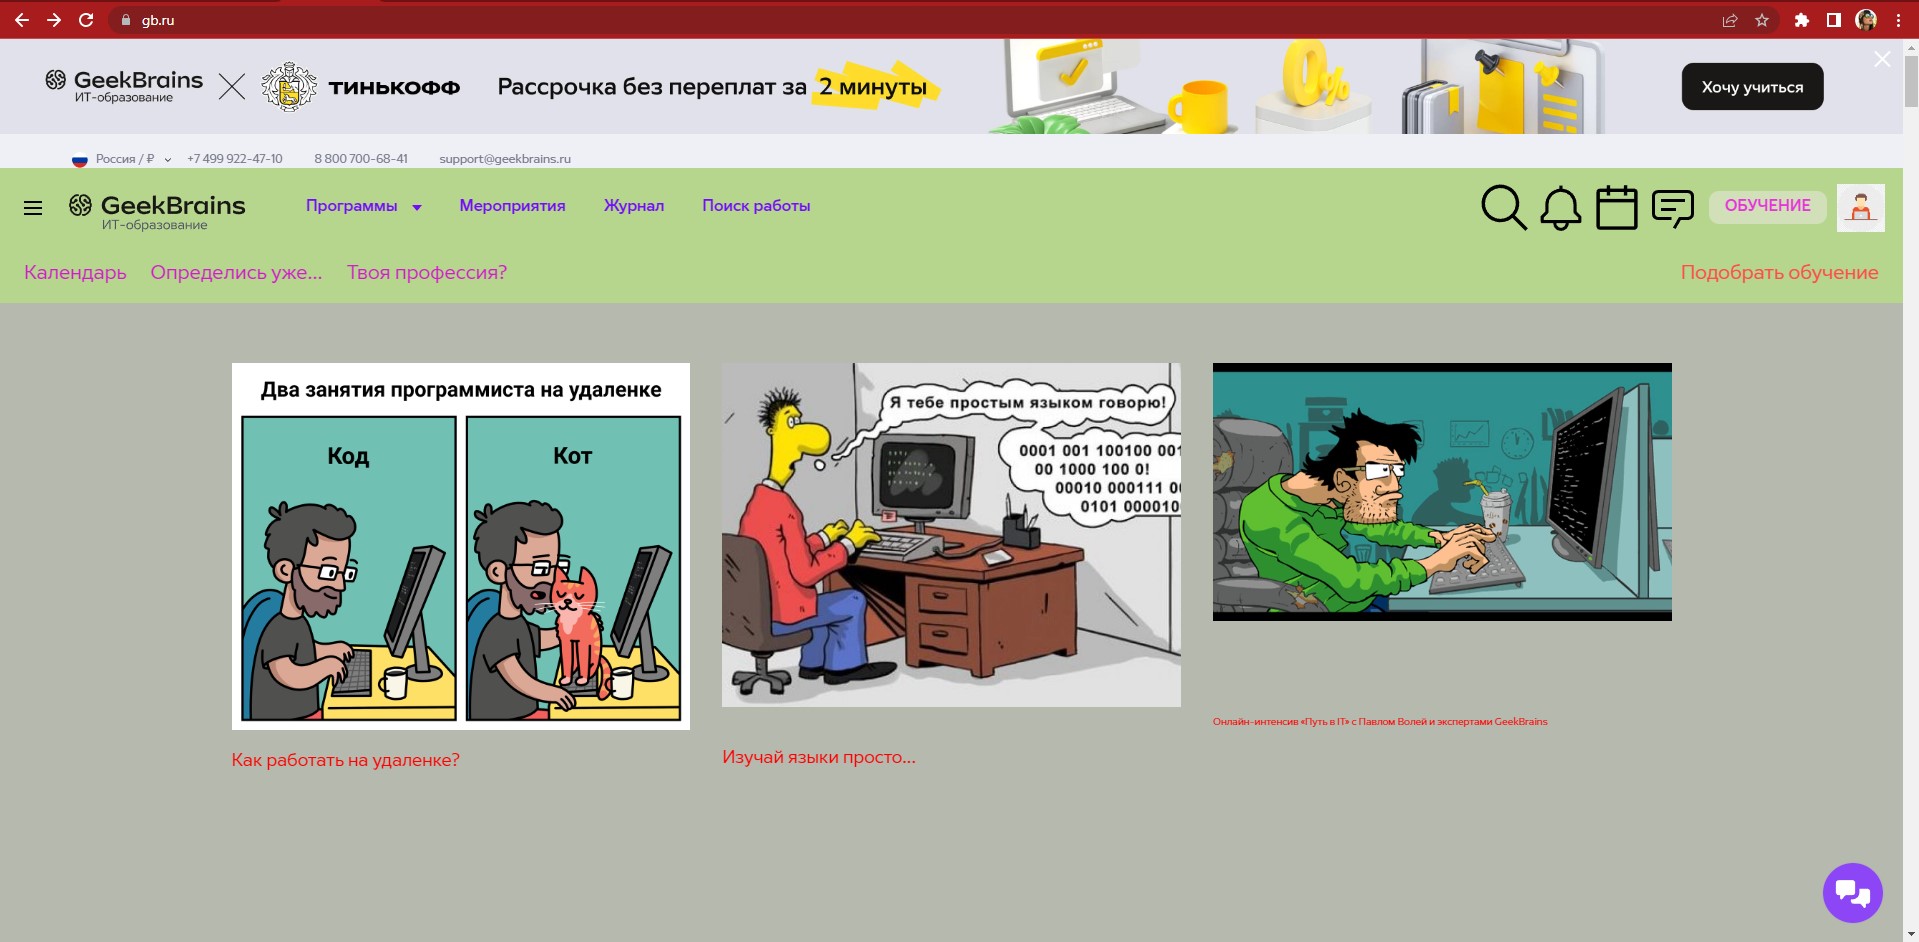 gb.ru
GeekBrains
ИТ-образование
ТИНЬКОФФ
Рассрочка без переплат за 2 минуты
0%
Хочу учиться
Россия / ₽
+7 499 922-47-10
8 800 700-68-41
support@geekbrains.ru
GeekBrains
ИТ-образование
Программы
Мероприятия
Журнал
Поиск работы
ОБУЧЕНИЕ
Календарь
Определись уже...
Твоя профессия?
Подобрать обучение
Два занятия программиста на удаленке
Код
Кот
Как работать на удаленке?
Я тебе простым языком говорю!
0001 001 100100 001
00 1000 100 0!
00010 000111 00
0101 0000100
Изучай языки просто...
Онлайн-интенсив «Путь в IT» с Павлом Волей и экспертами GeekBrains